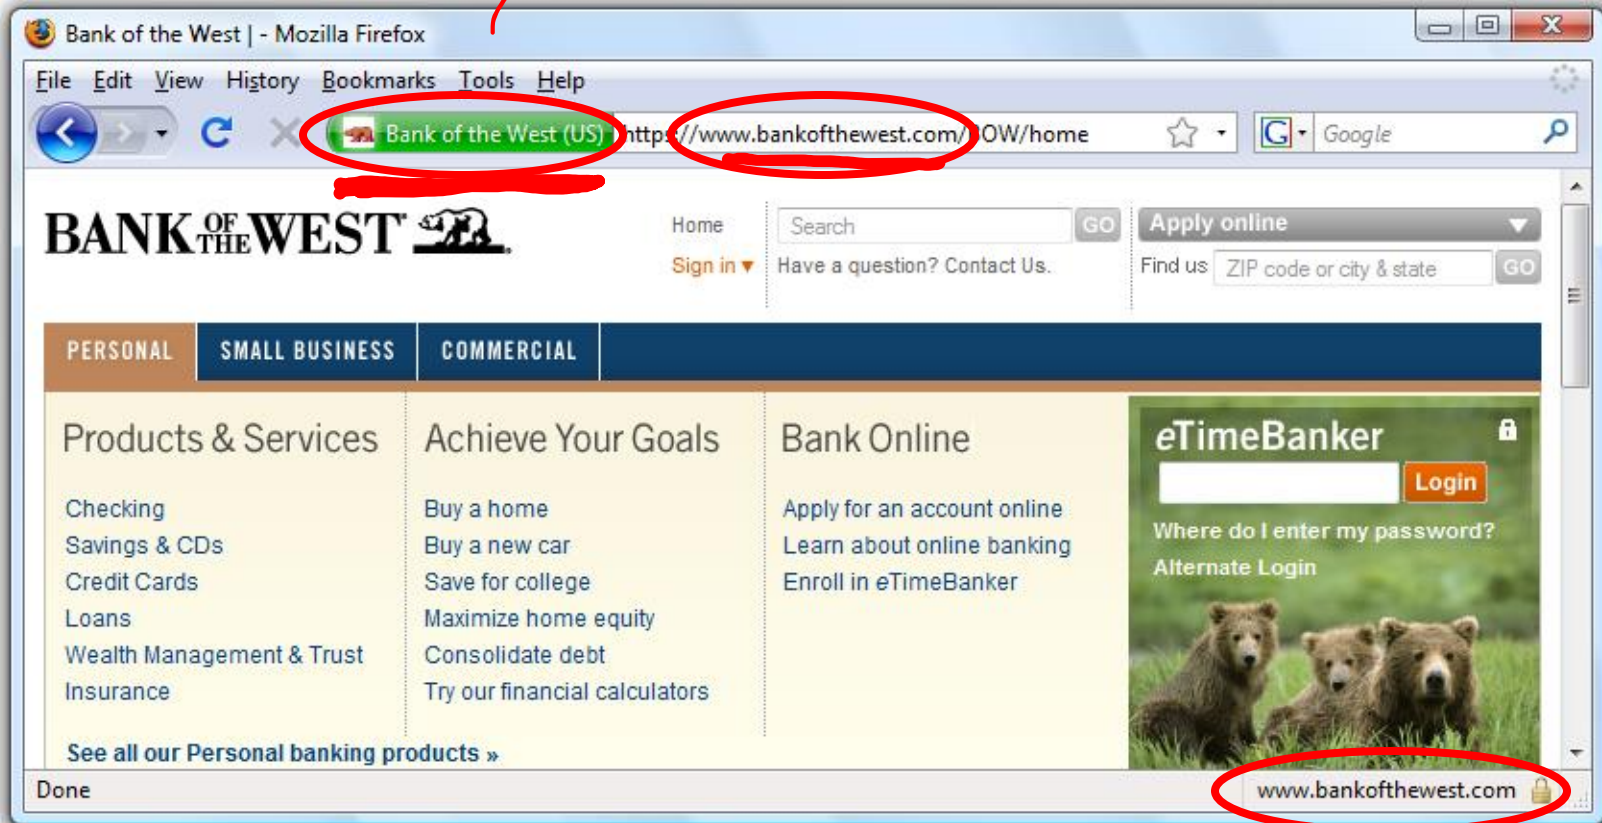 Bank of the West | - Mozilla Firefox
File Edit View History Bookmarks Tools Help
Bank of the West (US) https://www.bankofthewest.com/BOW/home G Google
BANK OF THE WEST
Home Search GO Apply online
Sign in ▾ Have a question? Contact Us. Find us ZIP code or city & state GO
PERSONAL SMALL BUSINESS COMMERCIAL
Products & Services
Checking
Savings & CDs
Credit Cards
Loans
Wealth Management & Trust
Insurance
See all our Personal banking products »
Achieve Your Goals
Buy a home
Buy a new car
Save for college
Maximize home equity
Consolidate debt
Try our financial calculators
Bank Online
Apply for an account online
Learn about online banking
Enroll in eTimeBanker
eTimeBanker
Login
Where do I enter my password?
Alternate Login
Done www.bankofthewest.com